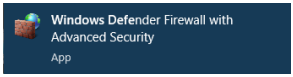 Windows Defender Firewall with
Advanced Security
App